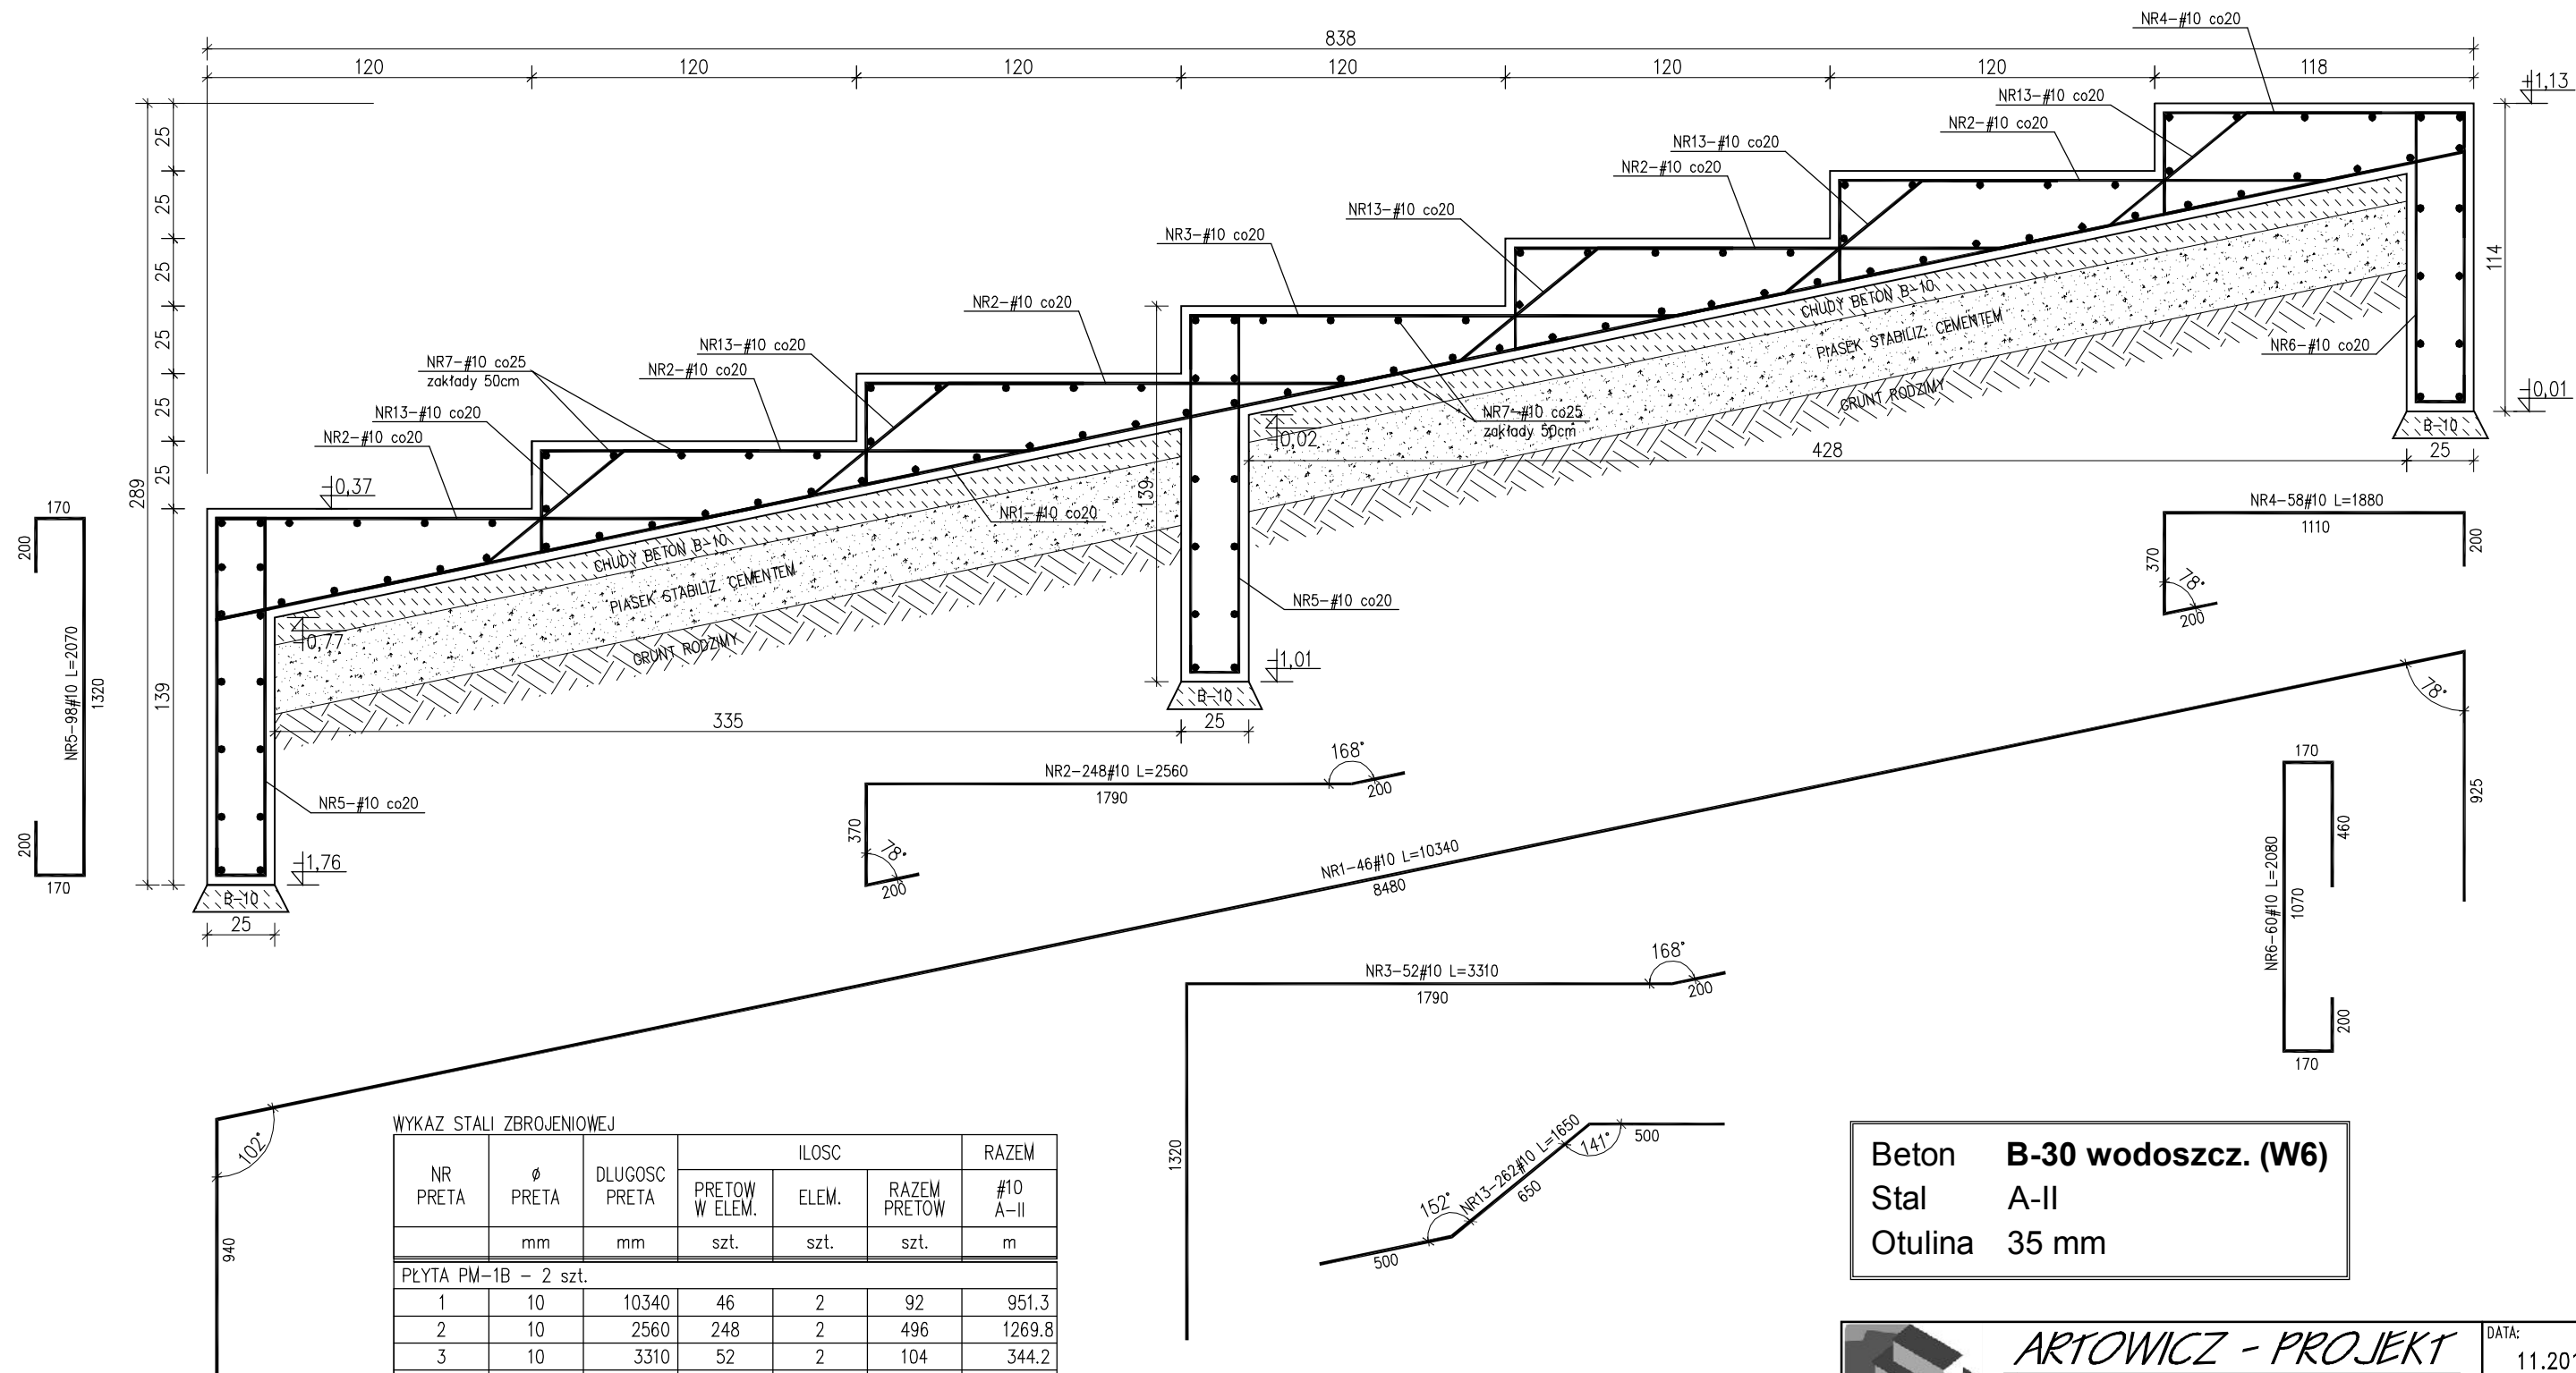 NR4-#10 co20
838
120
120
120
120
120
120
118
+1,13
NR13-#10 co20
NR2-#10 co20
NR13-#10 co20
NR2-#10 co20
NR13-#10 co20
NR3-#10 co20
NR2-#10 co20
NR13-#10 co20
NR2-#10 co20
NR7-#10 co25
zakłady 50cm
NR13-#10 co20
NR2-#10 co20
25
25
25
25
25
25
289
139
-0,37
-0,77
CHUDY BETON B-10
PIASEK STABILIZ. CEMENTEM
GRUNT RODZIMY
NR1-#10 co20
139
-0,02
NR7-#10 co25
zakłady 50cm
CHUDY BETON B-10
PIASEK STABILIZ. CEMENTEM
GRUNT RODZIMY
NR6-#10 co20
114
-0,01
B-10
428
25
NR5-#10 co20
-1,01
B-10
335
25
NR5-#10 co20
-1,76
B-10
25
170
200
NR5-98#10 L=2070
1320
200
170
NR4-58#10 L=1880
1110
200
370
78°
200
NR2-248#10 L=2560
1790
168°
200
370
78°
200
78°
925
NR1-46#10 L=10340
8480
102°
940
170
460
NR6-60#10 L=2080
1070
200
170
NR3-52#10 L=3310
1790
168°
200
1320
NR13-262#10 L=1650
650
141°
500
152°
500
WYKAZ STALI ZBROJENIOWEJ
NR PRETA
ø PRETA
DLUGOSC PRETA
ILOSC
RAZEM
PRETOW W ELEM.
ELEM.
RAZEM PRETOW
#10 A-II
mm mm szt. szt. szt. m
PŁYTA PM-1B - 2 szt.
1 10 10340 46 2 92 951.3
2 10 2560 248 2 496 1269.8
3 10 3310 52 2 104 344.2
Beton B-30 wodoszcz. (W6)
Stal A-II
Otulina 35 mm
ARTOWICZ - PROJEKT
DATA:
11.201